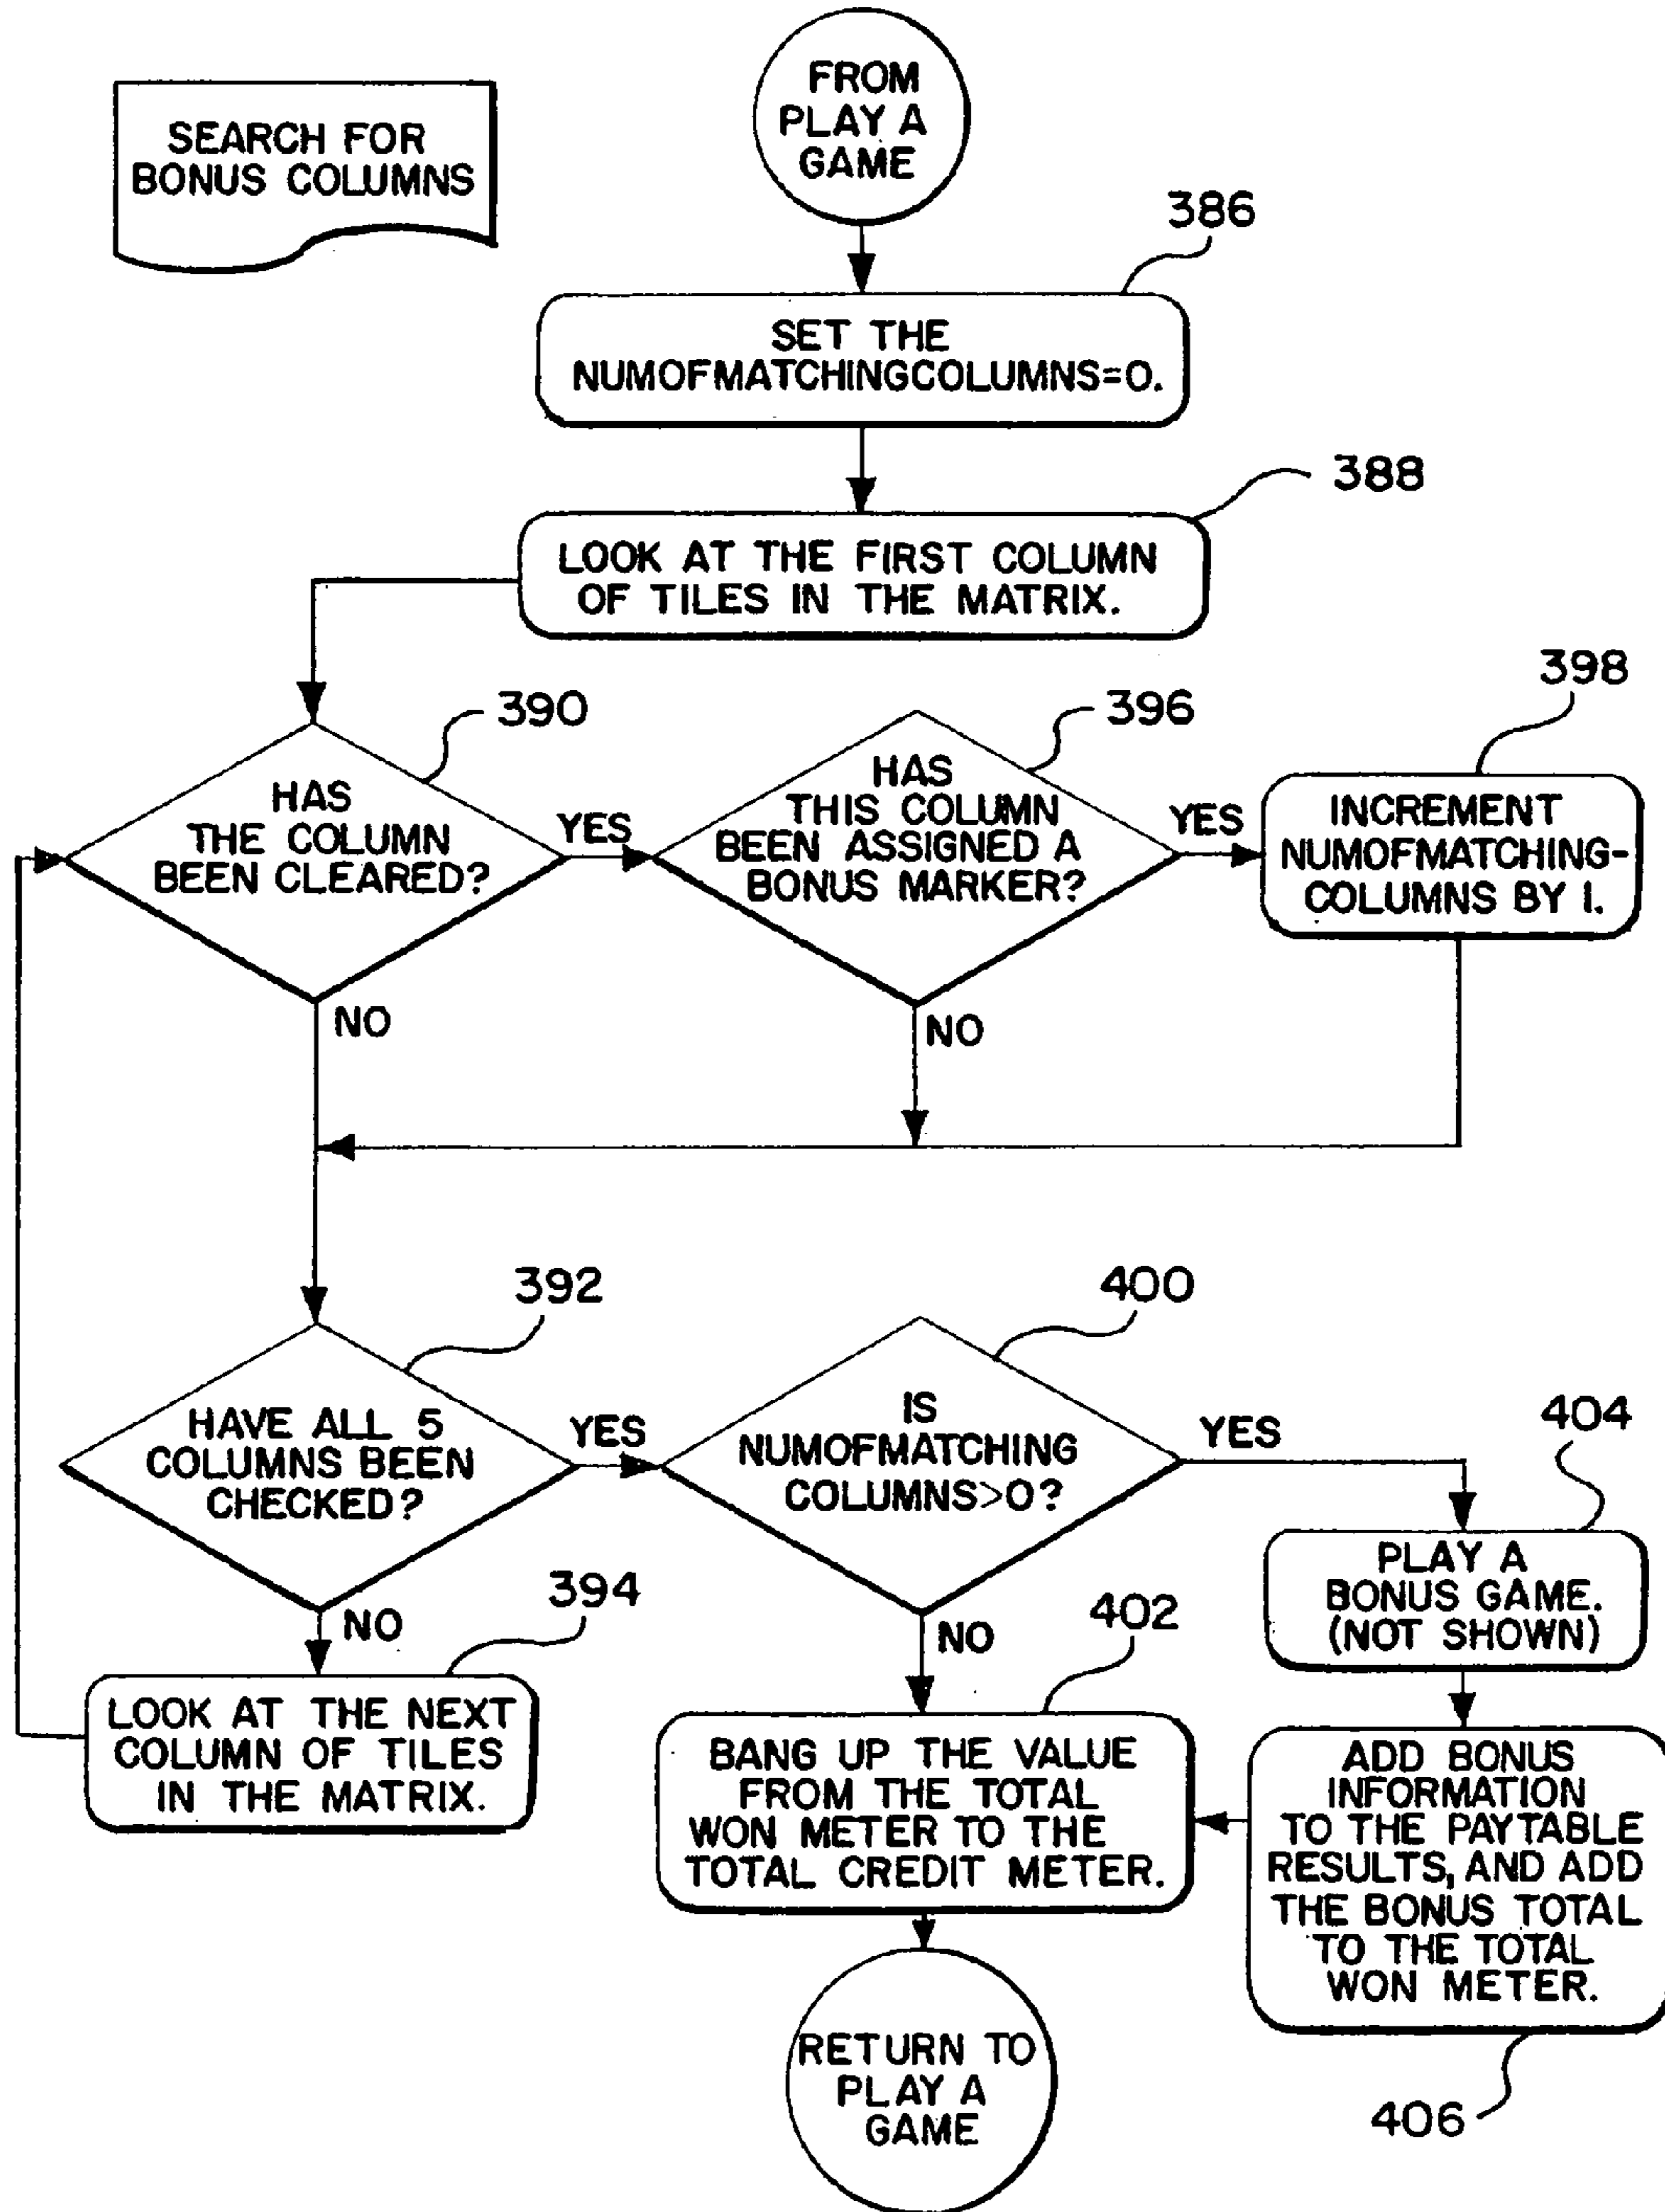 SEARCH FOR
BONUS COLUMNS
FROM
PLAY A
GAME
386
SET THE
NUMOFMATCHINGCOLUMNS=0.
388
LOOK AT THE FIRST COLUMN
OF TILES IN THE MATRIX.
390
HAS
THE COLUMN
BEEN CLEARED?
YES
NO
396
HAS
THIS COLUMN
BEEN ASSIGNED A
BONUS MARKER?
YES
NO
398
INCREMENT
NUMOFMATCHING-
COLUMNS BY 1.
392
HAVE ALL 5
COLUMNS BEEN
CHECKED?
YES
NO
400
IS
NUMOFMATCHING
COLUMNS>0?
YES
NO
404
PLAY A
BONUS GAME.
(NOT SHOWN)
394
LOOK AT THE NEXT
COLUMN OF TILES
IN THE MATRIX.
402
BANG UP THE VALUE
FROM THE TOTAL
WON METER TO THE
TOTAL CREDIT METER.
ADD BONUS
INFORMATION
TO THE PAYTABLE
RESULTS, AND ADD
THE BONUS TOTAL
TO THE TOTAL
WON METER.
406
RETURN TO
PLAY A
GAME